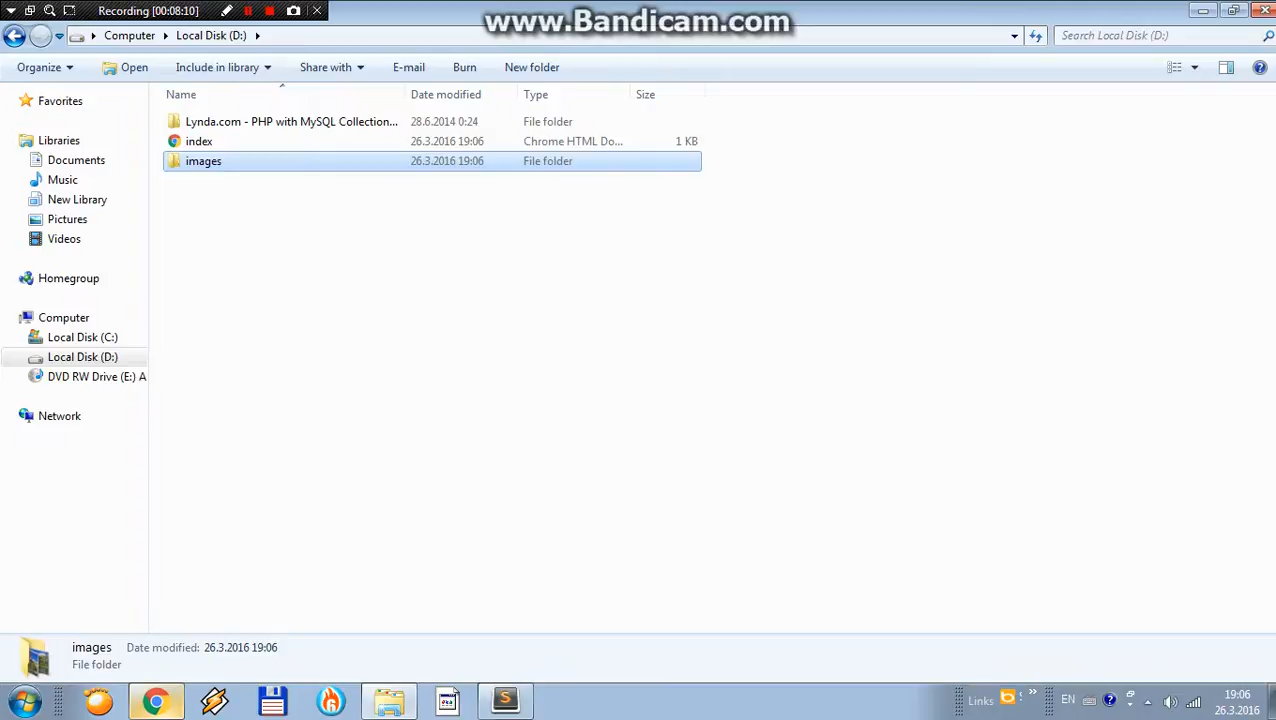 Recording [00:08:10]
www.Bandicam.com
Computer Local Disk (D:)
Search Local Disk (D:)
Organize Open Include in library Share with E-mail Burn New folder
Favorites
Name Date modified Type Size
Lynda.com - PHP with MySQL Collection... 28.6.2014 0:24 File folder
Libraries
index 26.3.2016 19:06 Chrome HTML Do... 1 KB
Documents
images 26.3.2016 19:06 File folder
Music
New Library
Pictures
Videos
Homegroup
Computer
Local Disk (C:)
Local Disk (D:)
DVD RW Drive (E:) A
Network
images Date modified: 26.3.2016 19:06
File folder
Links EN 19:06
26.3.2016